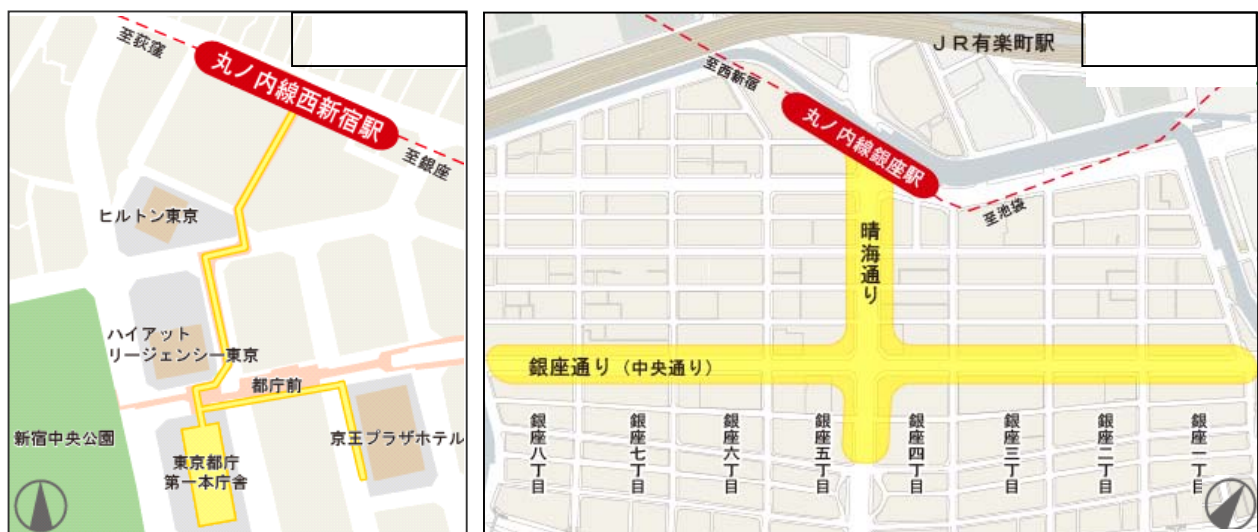 至荻窪
丸ノ内線西新宿駅
至銀座
ヒルトン東京
ハイアット
リージェンシー東京
都庁前
新宿中央公園
京王プラザホテル
東京都庁
第一本庁舎
JR有楽町駅
至西新宿
丸ノ内線銀座駅
至池袋
晴海通り
銀座通り(中央通り)
銀座八丁目
銀座七丁目
銀座六丁目
銀座五丁目
銀座四丁目
銀座三丁目
銀座二丁目
銀座一丁目